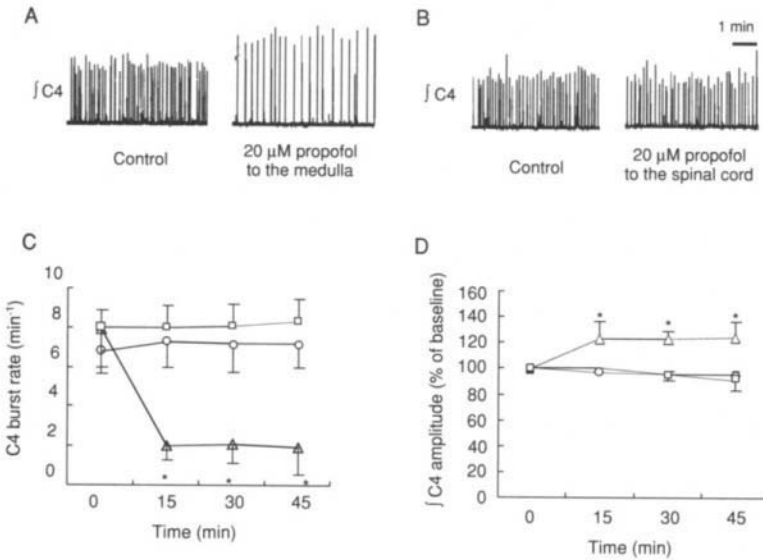 A
∫ C4
Control
20 μM propofol
to the medulla
B
1 min
∫ C4
Control
20 μM propofol
to the spinal cord
C
C4 burst rate (min⁻¹)
10
8
6
4
2
0
0 15 30 45
* * *
Time (min)
D
∫ C4 amplitude (% of baseline)
160
140
120
100
80
60
40
20
0
* * *
0 15 30 45
Time (min)